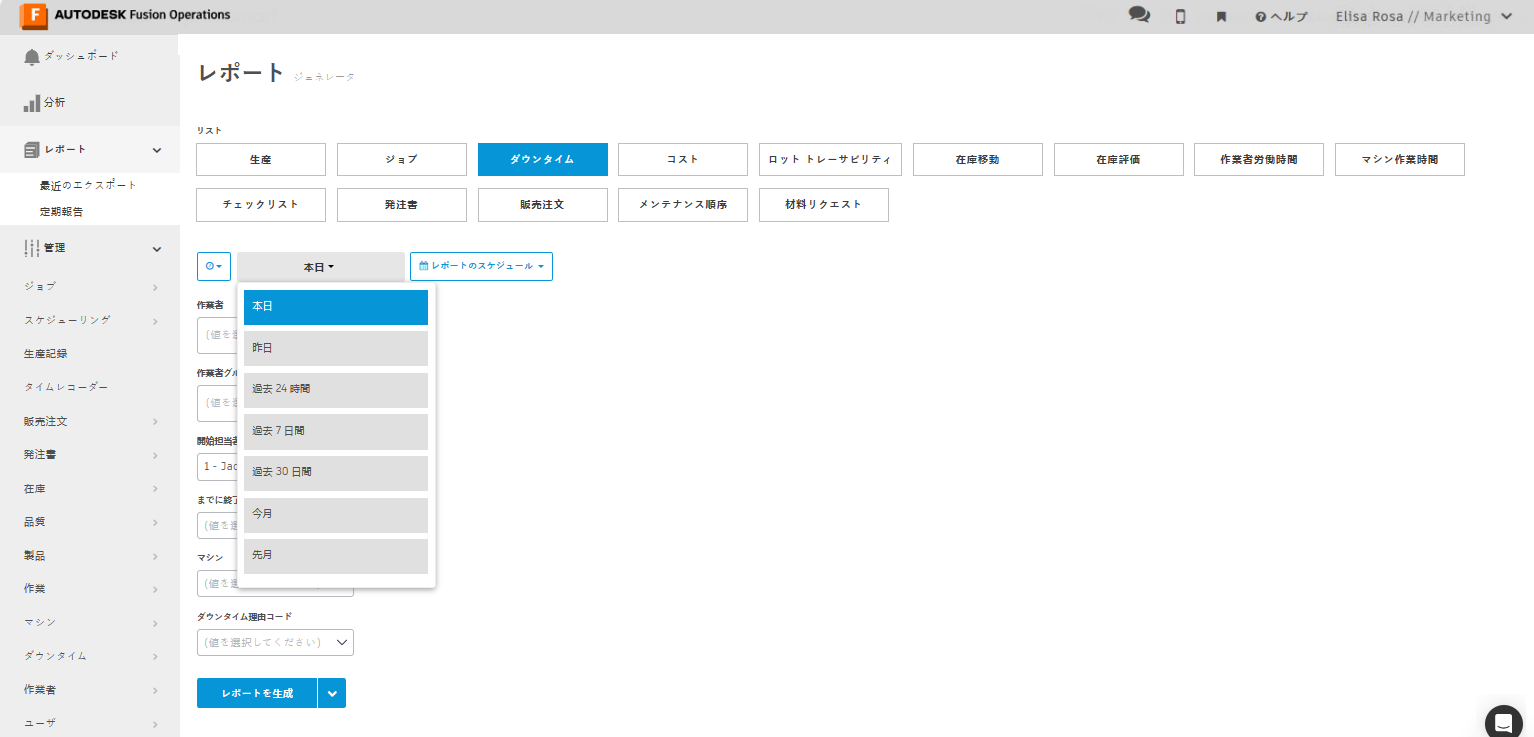 F AUTODESK Fusion Operations
ヘルプ
Elisa Rosa // Marketing
ダッシュボード
分析
レポート
最近のエクスポート
定期報告
管理
ジョブ
スケジューリング
生産記録
タイムレコーダー
販売注文
発注書
在庫
品質
製品
作業
マシン
ダウンタイム
作業者
ユーザ
レポート ジェネレータ
リスト
生産 ジョブ ダウンタイム コスト ロット トレーサビリティ 在庫移動 在庫評価 作業者労働時間 マシン作業時間
チェックリスト 発注書 販売注文 メンテナンス順序 材料リクエスト
本日 レポートのスケジュール
本日
昨日
過去 24 時間
過去 7 日間
過去 30 日間
今月
先月
作業者
(値を
作業者グル
(値を
開始担当者
1 - Jac
までに終了
(値を
マシン
(値を
ダウンタイム理由コード
(値を選択してください)
レポートを生成